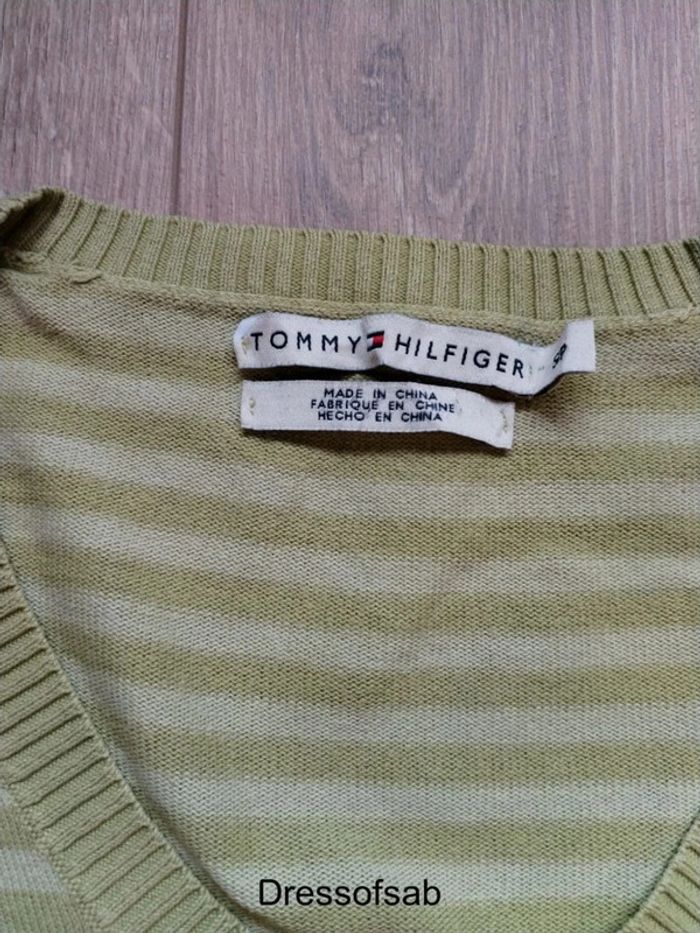 TOMMY HILFIGER
MADE IN CHINA
FABRIQUE EN CHINE
HECHO EN CHINA
Dressofsab